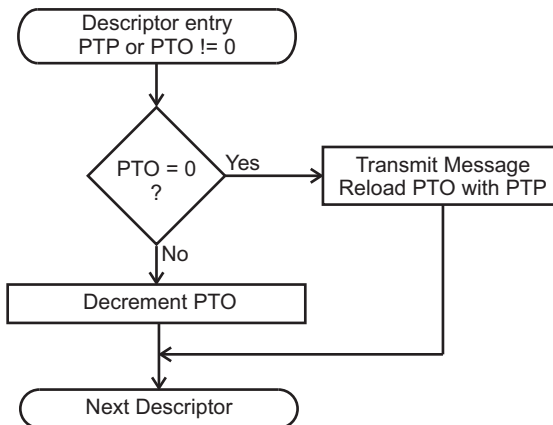 Descriptor entry
PTP or PTO != 0
PTO = 0
?
Yes
Transmit Message
Reload PTO with PTP
No
Decrement PTO
Next Descriptor